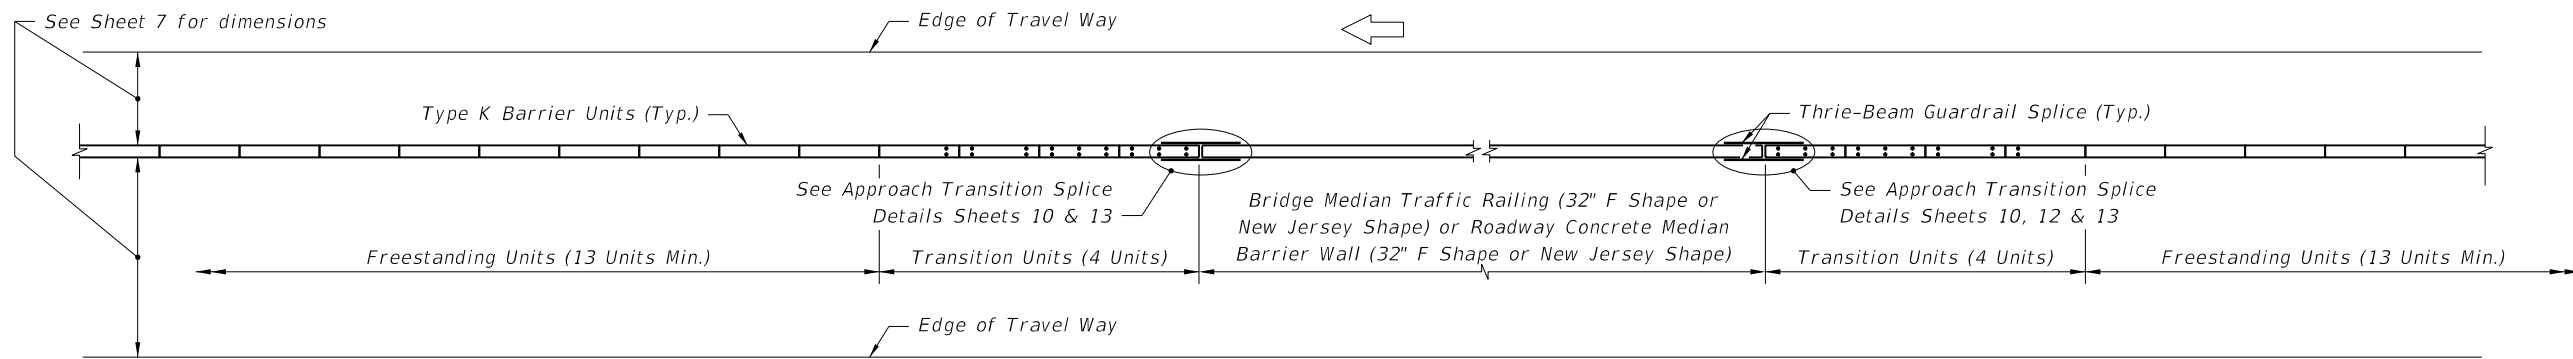 See Sheet 7 for dimensions
Edge of Travel Way
Type K Barrier Units (Typ.)
Thrie-Beam Guardrail Splice (Typ.)
See Approach Transition Splice
Details Sheets 10 & 13
Bridge Median Traffic Railing (32" F Shape or
New Jersey Shape) or Roadway Concrete Median
Barrier Wall (32" F Shape or New Jersey Shape)
See Approach Transition Splice
Details Sheets 10, 12 & 13
Freestanding Units (13 Units Min.)
Transition Units (4 Units)
Transition Units (4 Units)
Freestanding Units (13 Units Min.)
Edge of Travel Way